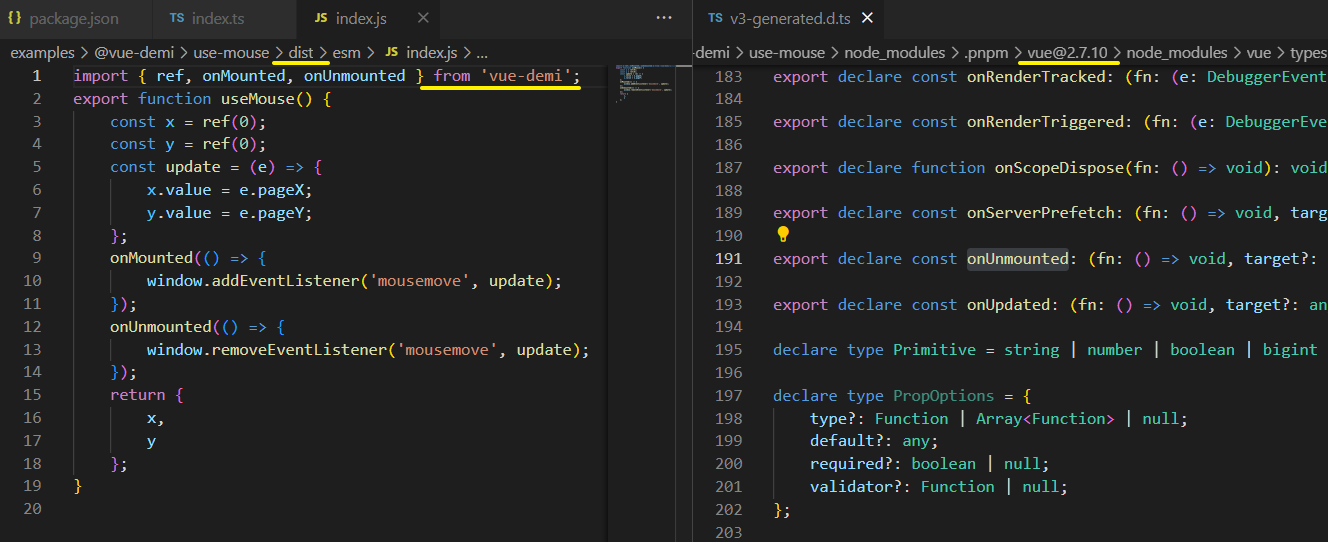 {} package.json
TS index.ts
JS index.js ×
···
examples > @vue-demi > use-mouse > dist > esm > JS index.js > ...
1 import { ref, onMounted, onUnmounted } from 'vue-demi';
2 export function useMouse() {
3 const x = ref(0);
4 const y = ref(0);
5 const update = (e) => {
6 x.value = e.pageX;
7 y.value = e.pageY;
8 };
9 onMounted(() => {
10 window.addEventListener('mousemove', update);
11 });
12 onUnmounted(() => {
13 window.removeEventListener('mousemove', update);
14 });
15 return {
16 x,
17 y
18 };
19 }
20
TS v3-generated.d.ts ×
-demi > use-mouse > node_modules > .pnpm > vue@2.7.10 > node_modules > vue > types
183 export declare const onRenderTracked: (fn: (e: DebuggerEvent
184
185 export declare const onRenderTriggered: (fn: (e: DebuggerEve
186
187 export declare function onScopeDispose(fn: () => void): void
188
189 export declare const onServerPrefetch: (fn: () => void, targ
190
191 export declare const onUnmounted: (fn: () => void, target?:
192
193 export declare const onUpdated: (fn: () => void, target?: an
194
195 declare type Primitive = string | number | boolean | bigint
196
197 declare type PropOptions = {
198 type?: Function | Array<Function> | null;
199 default?: any;
200 required?: boolean | null;
201 validator?: Function | null;
202 };
203